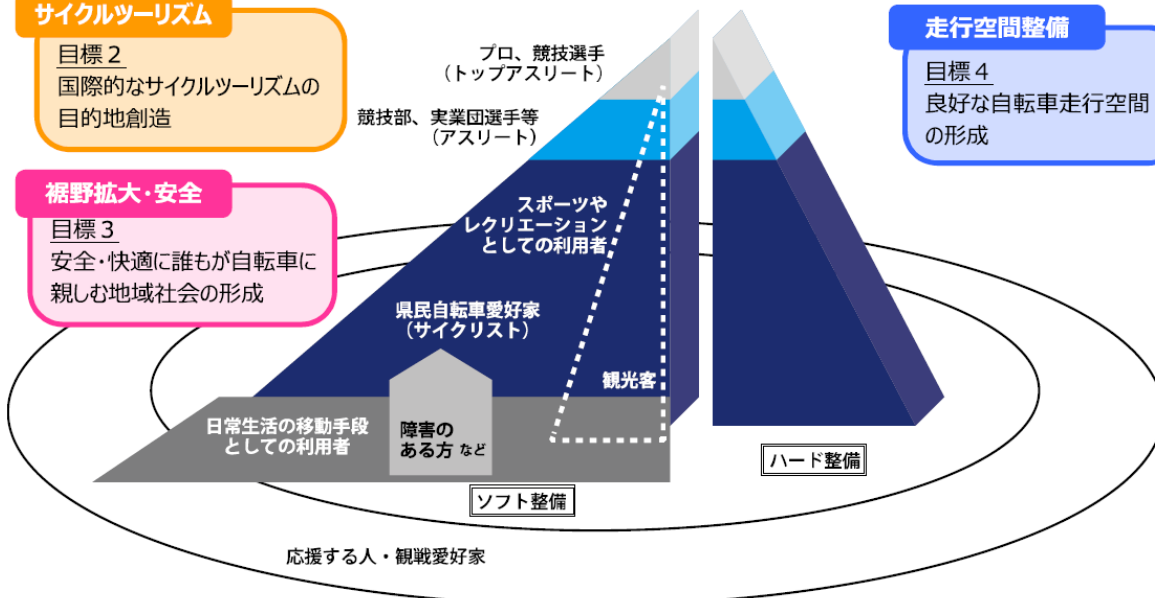 サイクルツーリズム
目標２
国際的なサイクルツーリズムの
目的地創造
裾野拡大・安全
目標３
安全・快適に誰もが自転車に
親しむ地域社会の形成
走行空間整備
目標４
良好な自転車走行空間
の形成
プロ、競技選手
（トップアスリート）
競技部、実業団選手等
（アスリート）
スポーツや
レクリエーション
としての利用者
県民自転車愛好家
（サイクリスト）
観光客
日常生活の移動手段
としての利用者
障害の
ある方 など
ソフト整備
ハード整備
応援する人・観戦愛好家